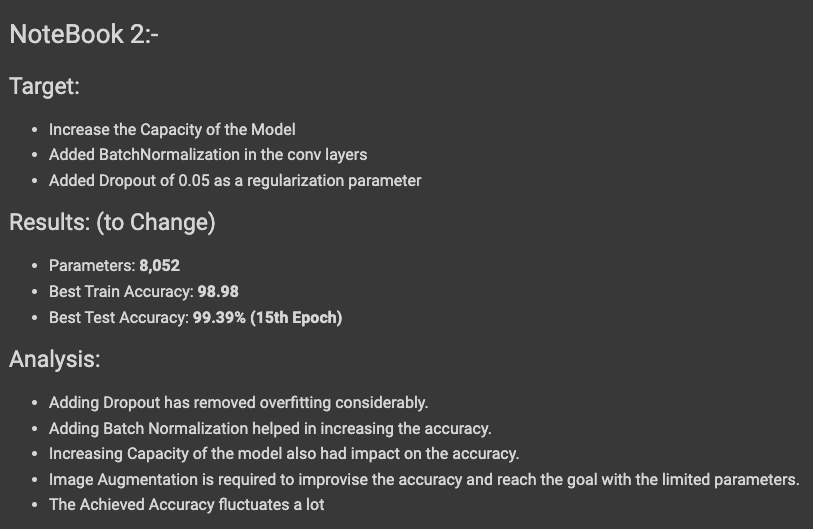 NoteBook 2:-
Target:
• Increase the Capacity of the Model
• Added BatchNormalization in the conv layers
• Added Dropout of 0.05 as a regularization parameter
Results: (to Change)
• Parameters: 8,052
• Best Train Accuracy: 98.98
• Best Test Accuracy: 99.39% (15th Epoch)
Analysis:
• Adding Dropout has removed overfitting considerably.
• Adding Batch Normalization helped in increasing the accuracy.
• Increasing Capacity of the model also had impact on the accuracy.
• Image Augmentation is required to improvise the accuracy and reach the goal with the limited parameters.
• The Achieved Accuracy fluctuates a lot